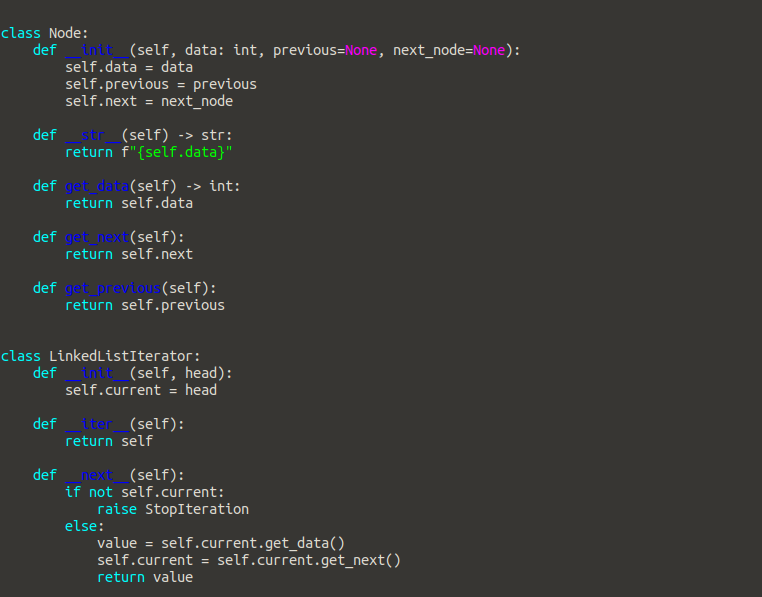 class Node:
    def __init__(self, data: int, previous=None, next_node=None):
        self.data = data
        self.previous = previous
        self.next = next_node

    def __str__(self) -> str:
        return f"{self.data}"

    def get_data(self) -> int:
        return self.data

    def get_next(self):
        return self.next

    def get_previous(self):
        return self.previous


class LinkedListIterator:
    def __init__(self, head):
        self.current = head

    def __iter__(self):
        return self

    def __next__(self):
        if not self.current:
            raise StopIteration
        else:
            value = self.current.get_data()
            self.current = self.current.get_next()
            return value